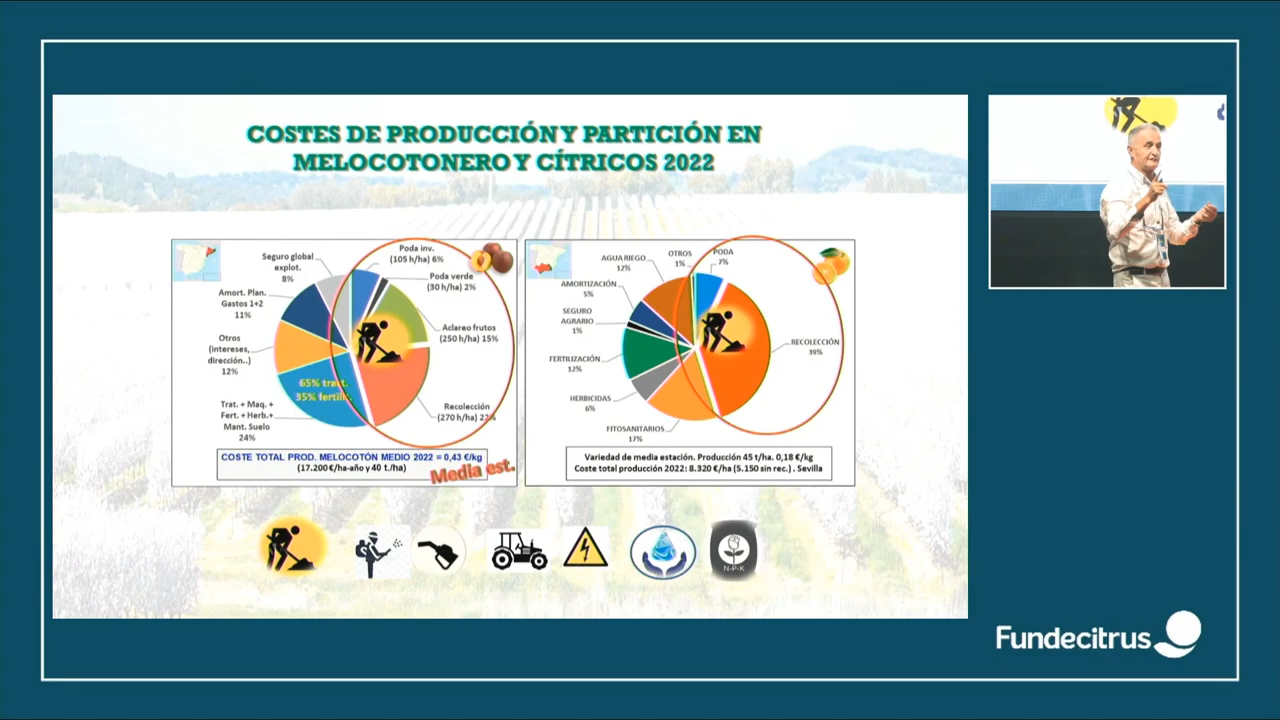 COSTES DE PRODUCCIÓN Y PARTICIÓN EN
MELOCOTONERO Y CÍTRICOS 2022
Poda inv.
(105 h/ha) 6%
Poda verde
(30 h/ha) 2%
Aclareo frutos
(250 h/ha) 15%
Recolección
(270 h/ha) 22%
Trat. + Maq. +
Fert. + Herb.+
Mant. Suelo
24%
Otros
(intereses,
dirección..)
12%
Amort. Plan.
Gastos 1+2
11%
Seguro global
explot.
8%
65% trat.
35% fertil.
COSTE TOTAL PROD. MELOCOTÓN MEDIO 2022 = 0,43 €/kg
(17.200 €/ha-año y 40 t./ha)
Media est.
PODA
7%
RECOLECCIÓN
39%
FITOSANITARIOS
17%
HERBICIDAS
6%
FERTILIZACIÓN
12%
SEGURO
AGRARIO
1%
AMORTIZACIÓN
5%
AGUA RIEGO
12%
OTROS
1%
Variedad de media estación. Producción 45 t/ha. 0,18 €/kg
Coste total producción 2022: 8.320 €/ha (5.150 sin rec.) . Sevilla
N-P-K
Fundecitrus